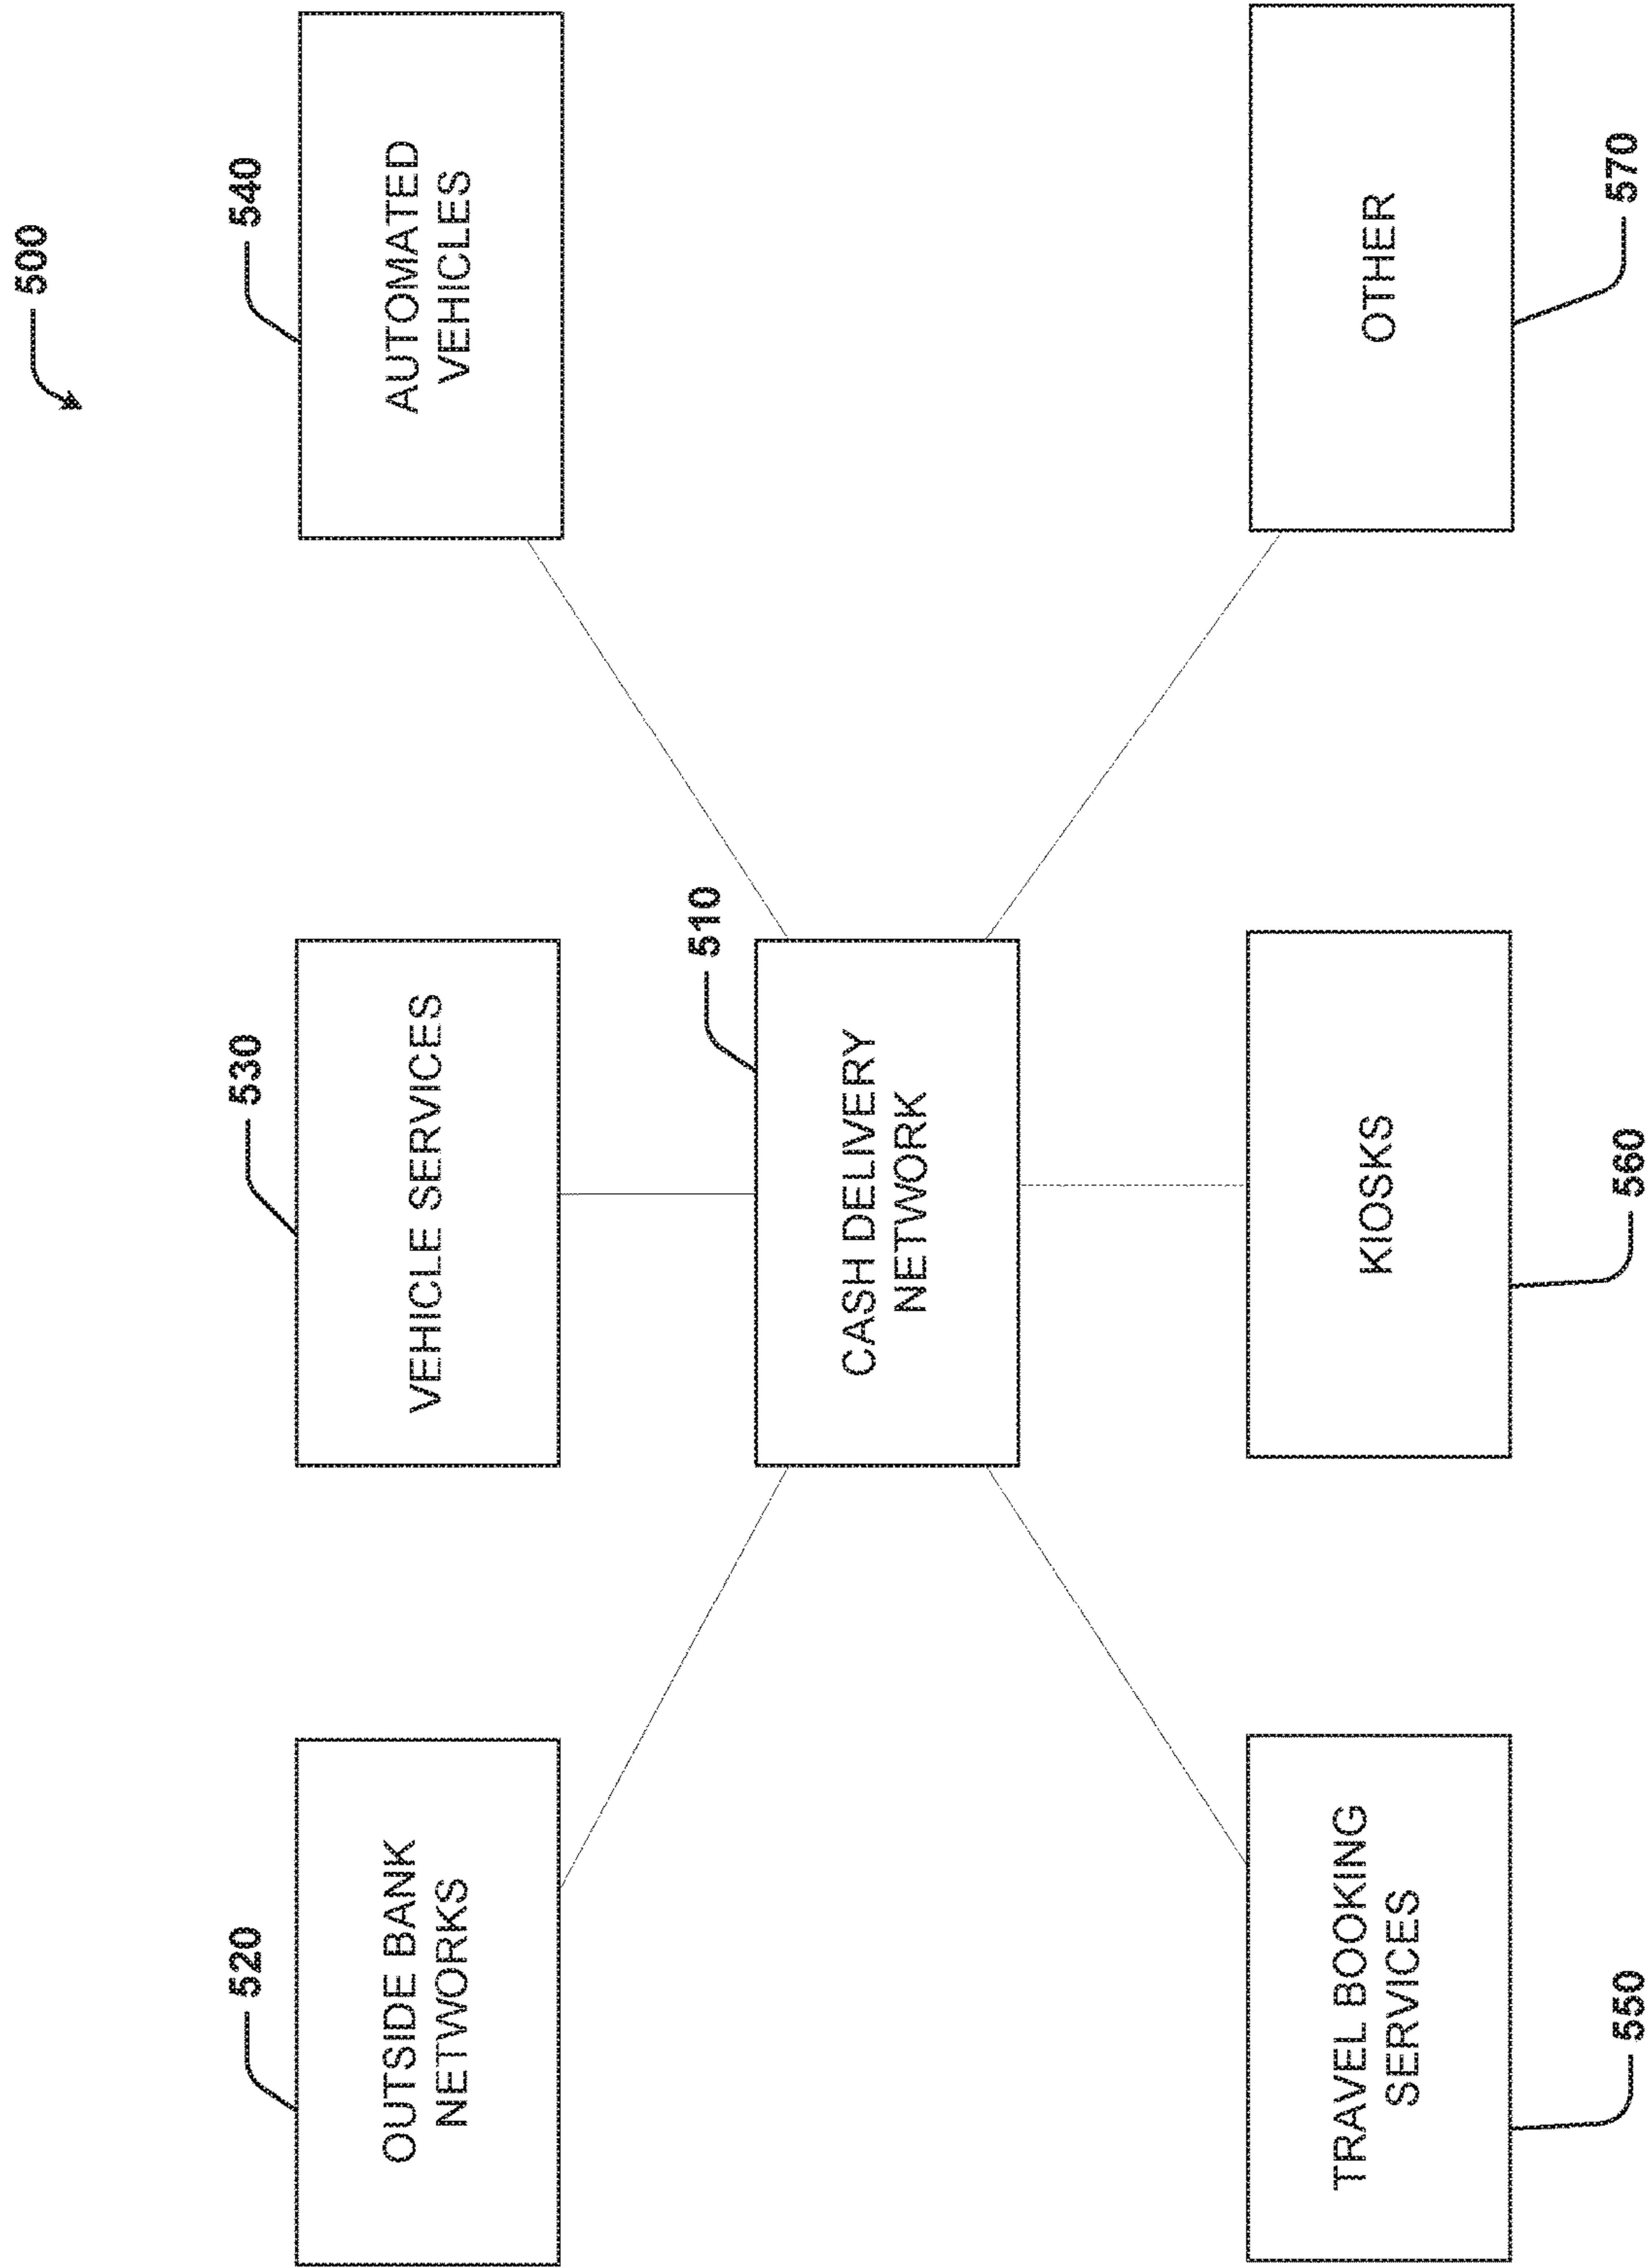 500
520
530
540
OUTSIDE BANK
NETWORKS
VEHICLE SERVICES
AUTOMATED
VEHICLES
510
CASH DELIVERY
NETWORK
TRAVEL BOOKING
SERVICES
KIOSKS
OTHER
550
560
570